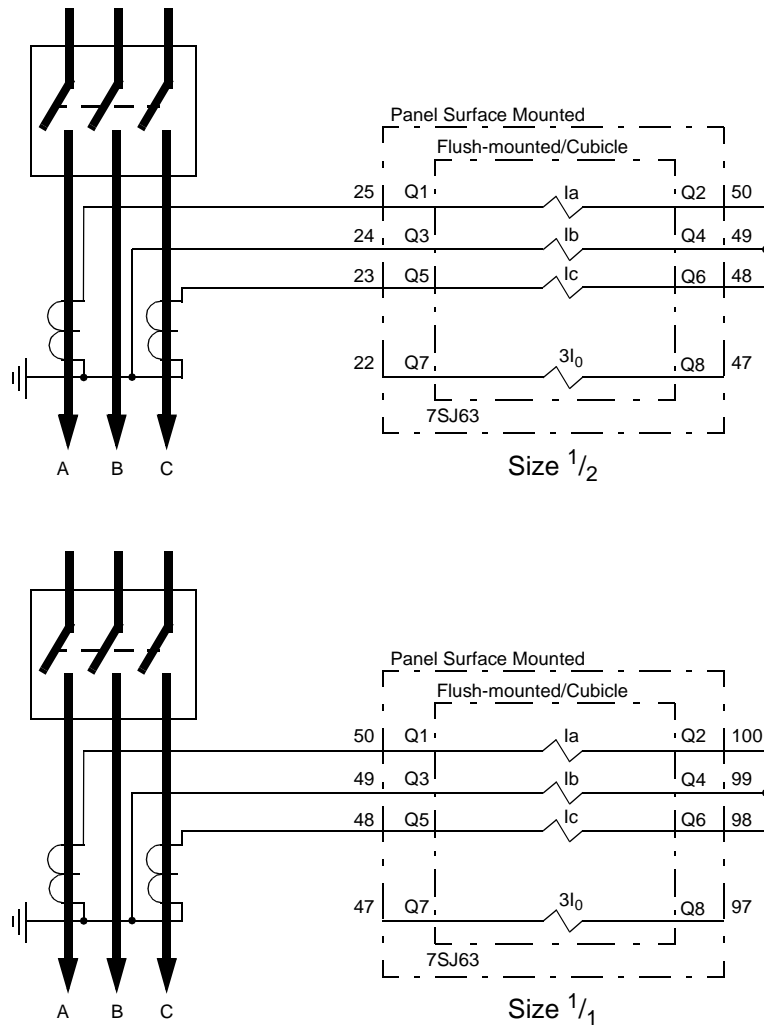 Panel Surface Mounted
Flush-mounted/Cubicle
25 Q1 Ia Q2 50
24 Q3 Ib Q4 49
23 Q5 Ic Q6 48
22 Q7 3I0 Q8 47
7SJ63
A B C
Size 1/2
Panel Surface Mounted
Flush-mounted/Cubicle
50 Q1 Ia Q2 100
49 Q3 Ib Q4 99
48 Q5 Ic Q6 98
47 Q7 3I0 Q8 97
7SJ63
A B C
Size 1/1